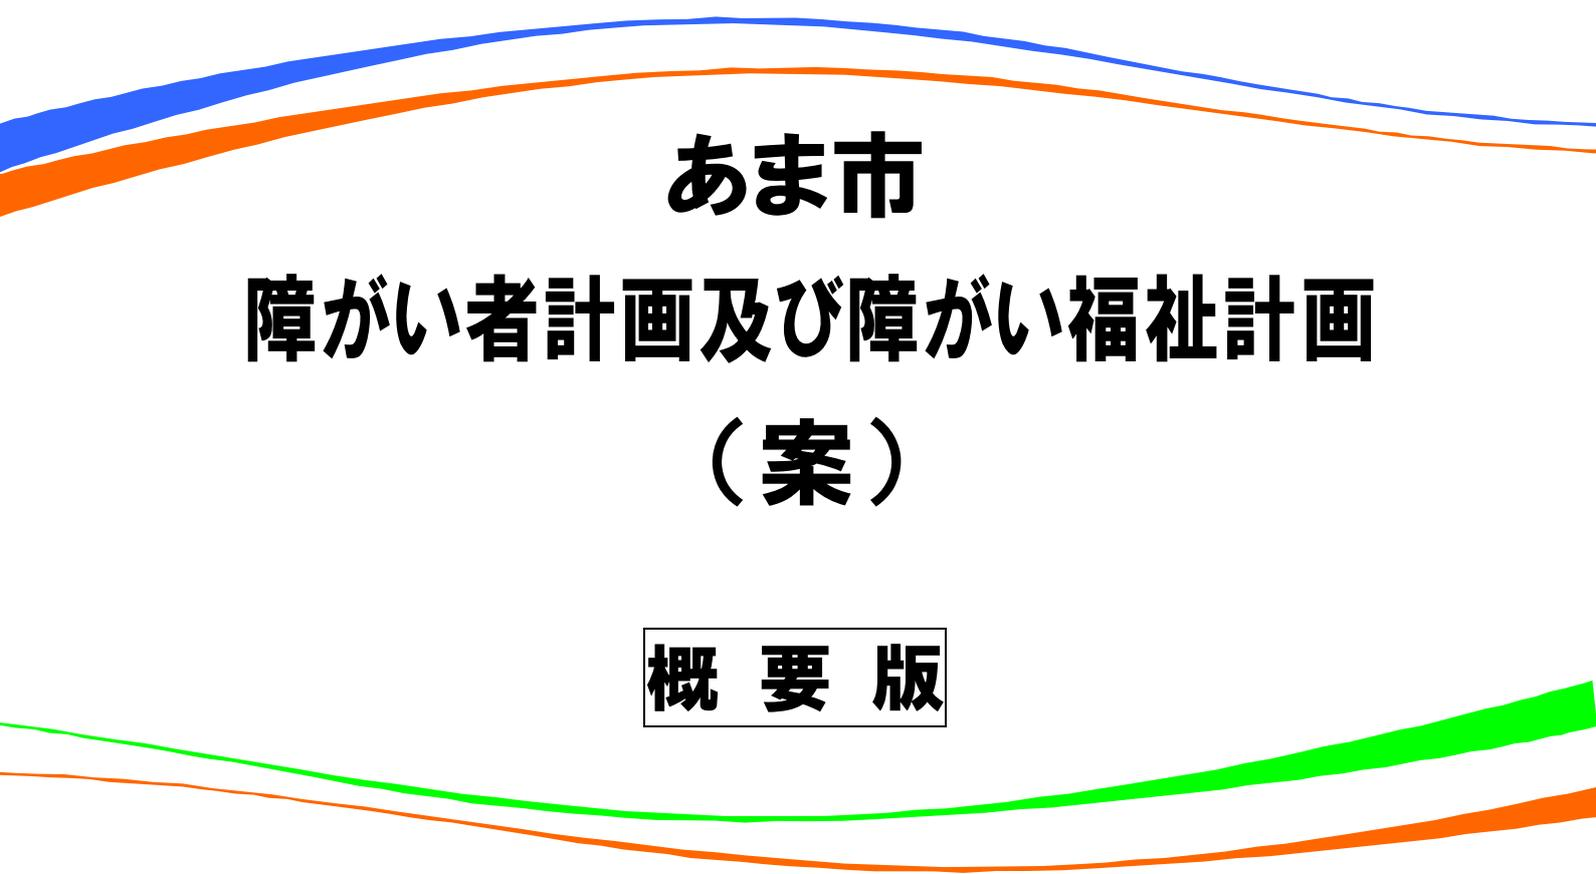 あま市
障がい者計画及び障がい福祉計画
（案）
概 要 版